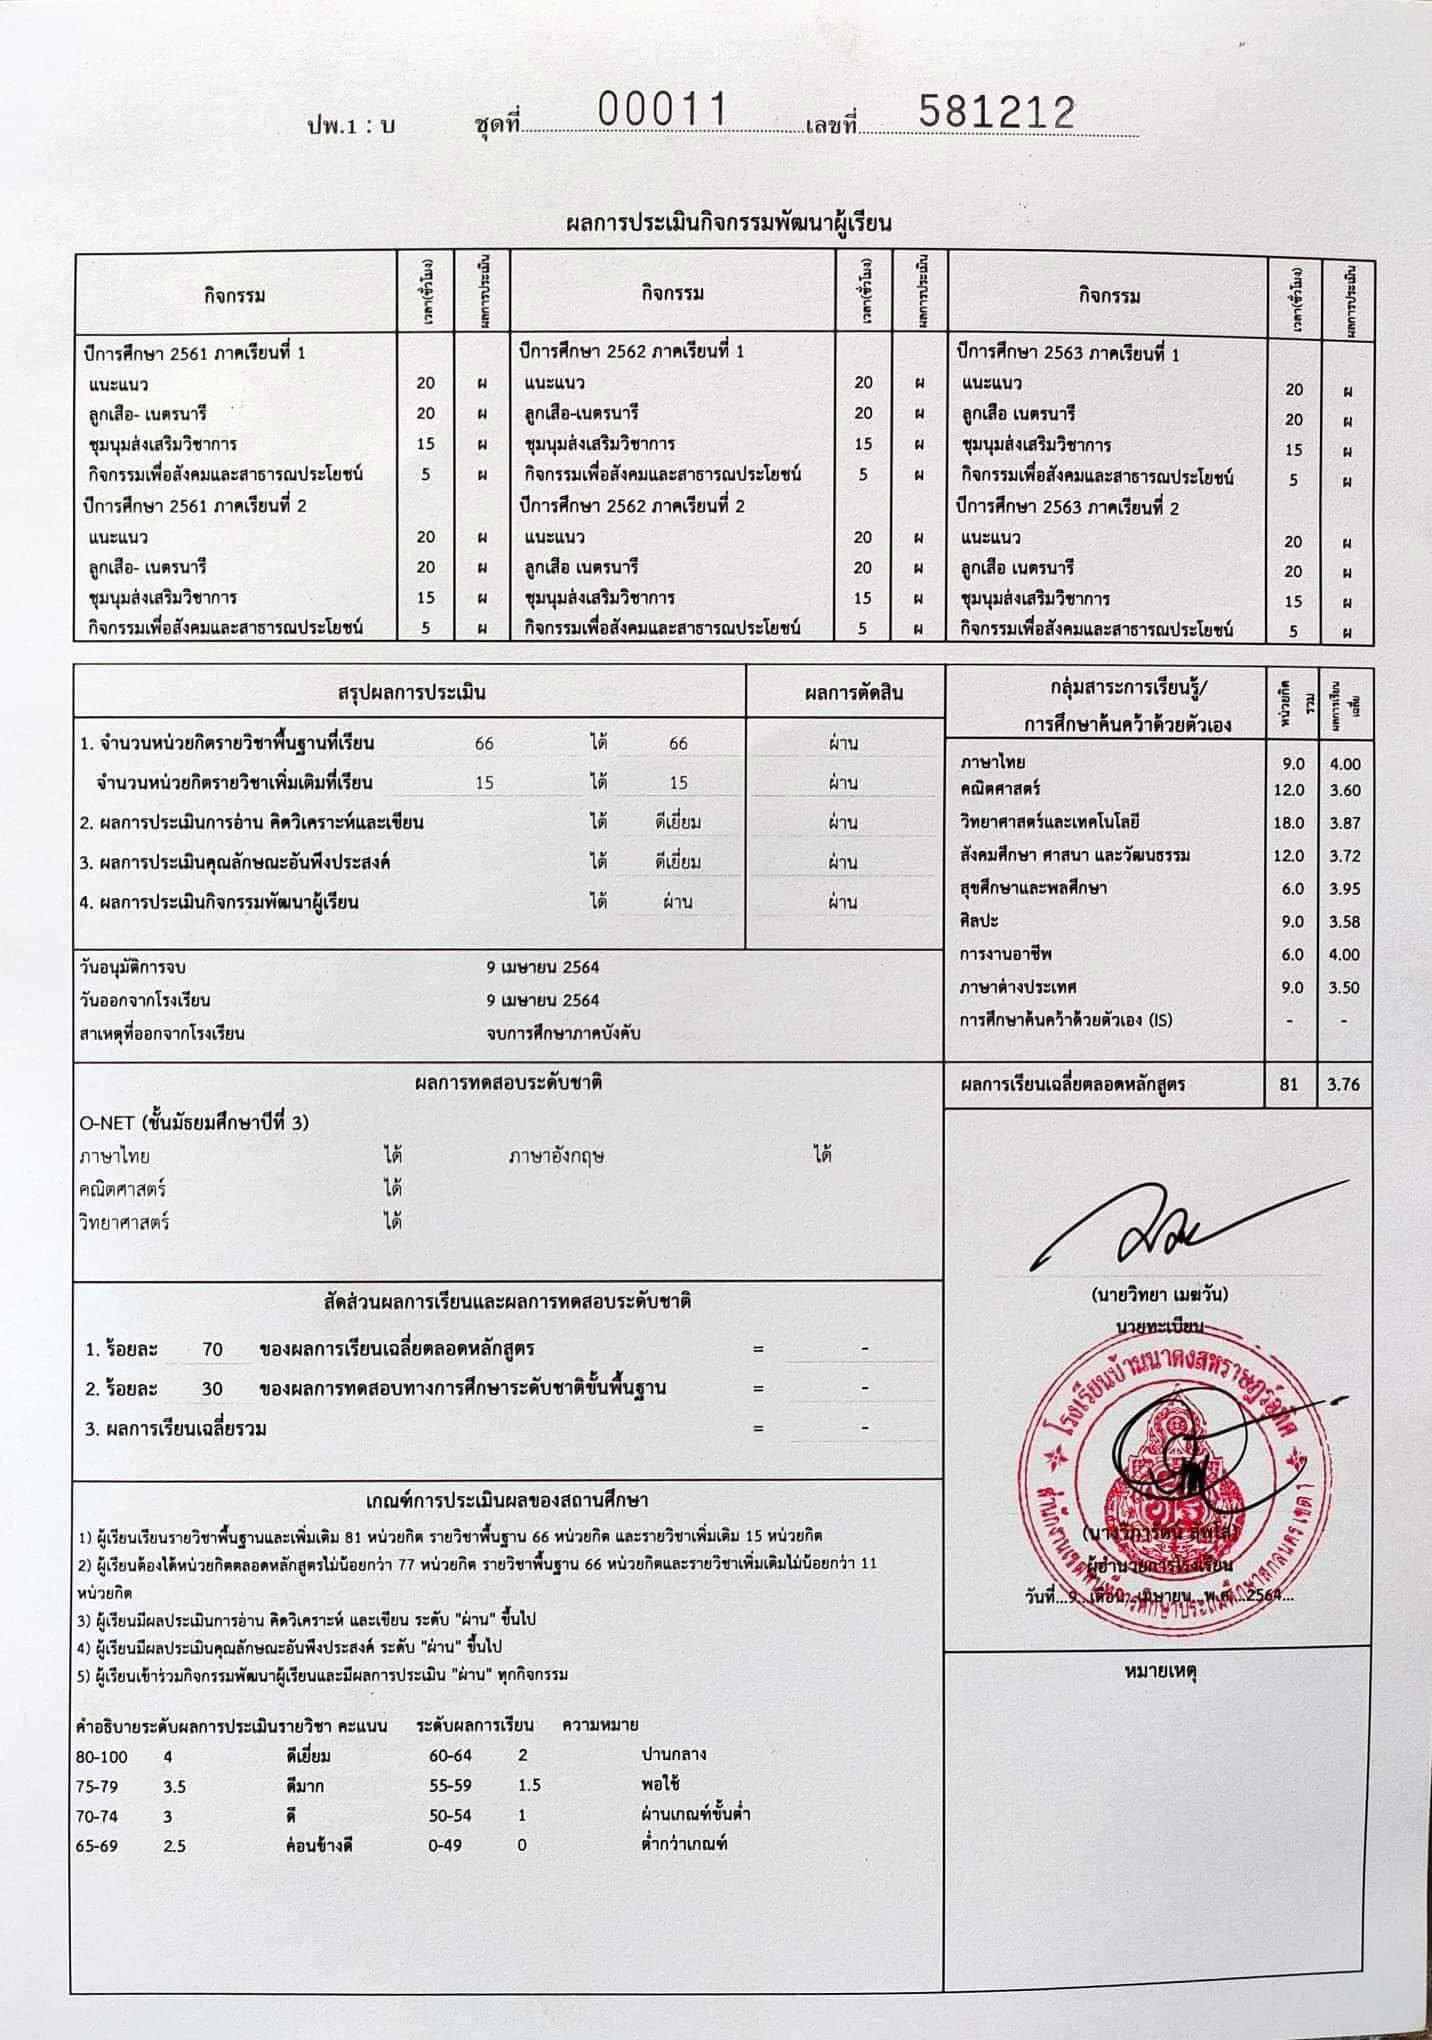 ปพ.1 : บ ชุดที่ 00011 เลขที่ 581212
ผลการประเมินกิจกรรมพัฒนาผู้เรียน
กิจกรรม เวลา(ชั่วโมง) ผลการประเมิน กิจกรรม เวลา(ชั่วโมง) ผลการประเมิน กิจกรรม เวลา(ชั่วโมง) ผลการประเมิน
ปีการศึกษา 2561 ภาคเรียนที่ 1 ปีการศึกษา 2562 ภาคเรียนที่ 1 ปีการศึกษา 2563 ภาคเรียนที่ 1
แนะแนว 20 ผ แนะแนว 20 ผ แนะแนว 20 ผ
ลูกเสือ- เนตรนารี 20 ผ ลูกเสือ-เนตรนารี 20 ผ ลูกเสือ เนตรนารี 20 ผ
ชุมนุมส่งเสริมวิชาการ 15 ผ ชุมนุมส่งเสริมวิชาการ 15 ผ ชุมนุมส่งเสริมวิชาการ 15 ผ
กิจกรรมเพื่อสังคมและสาธารณประโยชน์ 5 ผ กิจกรรมเพื่อสังคมและสาธารณประโยชน์ 5 ผ กิจกรรมเพื่อสังคมและสาธารณประโยชน์ 5 ผ
ปีการศึกษา 2561 ภาคเรียนที่ 2 ปีการศึกษา 2562 ภาคเรียนที่ 2 ปีการศึกษา 2563 ภาคเรียนที่ 2
แนะแนว 20 ผ แนะแนว 20 ผ แนะแนว 20 ผ
ลูกเสือ- เนตรนารี 20 ผ ลูกเสือ เนตรนารี 20 ผ ลูกเสือ เนตรนารี 20 ผ
ชุมนุมส่งเสริมวิชาการ 15 ผ ชุมนุมส่งเสริมวิชาการ 15 ผ ชุมนุมส่งเสริมวิชาการ 15 ผ
กิจกรรมเพื่อสังคมและสาธารณประโยชน์ 5 ผ กิจกรรมเพื่อสังคมและสาธารณประโยชน์ 5 ผ กิจกรรมเพื่อสังคมและสาธารณประโยชน์ 5 ผ
สรุปผลการประเมิน ผลการตัดสิน
1. จำนวนหน่วยกิตรายวิชาพื้นฐานที่เรียน 66 ได้ 66 ผ่าน
จำนวนหน่วยกิตรายวิชาเพิ่มเติมที่เรียน 15 ได้ 15 ผ่าน
2. ผลการประเมินการอ่าน คิดวิเคราะห์และเขียน ได้ ดีเยี่ยม ผ่าน
3. ผลการประเมินคุณลักษณะอันพึงประสงค์ ได้ ดีเยี่ยม ผ่าน
4. ผลการประเมินกิจกรรมพัฒนาผู้เรียน ได้ ผ่าน ผ่าน
วันอนุมัติการจบ 9 เมษายน 2564
วันออกจากโรงเรียน 9 เมษายน 2564
สาเหตุที่ออกจากโรงเรียน จบการศึกษาภาคบังคับ
ผลการทดสอบระดับชาติ
O-NET (ชั้นมัธยมศึกษาปีที่ 3)
ภาษาไทย ได้ ภาษาอังกฤษ ได้
คณิตศาสตร์ ได้
วิทยาศาสตร์ ได้
สัดส่วนผลการเรียนและผลการทดสอบระดับชาติ
1. ร้อยละ 70 ของผลการเรียนเฉลี่ยตลอดหลักสูตร = -
2. ร้อยละ 30 ของผลการทดสอบทางการศึกษาระดับชาติขั้นพื้นฐาน = -
3. ผลการเรียนเฉลี่ยรวม = -
เกณฑ์การประเมินผลของสถานศึกษา
1) ผู้เรียนเรียนรายวิชาพื้นฐานและเพิ่มเติม 81 หน่วยกิต รายวิชาพื้นฐาน 66 หน่วยกิต และรายวิชาเพิ่มเติม 15 หน่วยกิต
2) ผู้เรียนต้องได้หน่วยกิตตลอดหลักสูตรไม่น้อยกว่า 77 หน่วยกิต รายวิชาพื้นฐาน 66 หน่วยกิตและรายวิชาเพิ่มเติมไม่น้อยกว่า 11
หน่วยกิต
3) ผู้เรียนมีผลประเมินการอ่าน คิดวิเคราะห์ และเขียน ระดับ "ผ่าน" ขึ้นไป
4) ผู้เรียนมีผลประเมินคุณลักษณะอันพึงประสงค์ ระดับ "ผ่าน" ขึ้นไป
5) ผู้เรียนเข้าร่วมกิจกรรมพัฒนาผู้เรียนและมีผลการประเมิน "ผ่าน" ทุกกิจกรรม
คำอธิบายระดับผลการประเมินรายวิชา คะแนน ระดับผลการเรียน ความหมาย
80-100 4 ดีเยี่ยม 60-64 2 ปานกลาง
75-79 3.5 ดีมาก 55-59 1.5 พอใช้
70-74 3 ดี 50-54 1 ผ่านเกณฑ์ขั้นต่ำ
65-69 2.5 ค่อนข้างดี 0-49 0 ต่ำกว่าเกณฑ์
กลุ่มสาระการเรียนรู้/ หน่วยกิตรวม ผลการเรียนเฉลี่ย
การศึกษาค้นคว้าด้วยตัวเอง
ภาษาไทย 9.0 4.00
คณิตศาสตร์ 12.0 3.60
วิทยาศาสตร์และเทคโนโลยี 18.0 3.87
สังคมศึกษา ศาสนา และวัฒนธรรม 12.0 3.72
สุขศึกษาและพลศึกษา 6.0 3.95
ศิลปะ 9.0 3.58
การงานอาชีพ 6.0 4.00
ภาษาต่างประเทศ 9.0 3.50
การศึกษาค้นคว้าด้วยตัวเอง (IS) - -
ผลการเรียนเฉลี่ยตลอดหลักสูตร 81 3.76
(นายวิทยา เมฆวัน)
นายทะเบียน
โรงเรียนบ้านนาดงสหราษฎร์อุทิศ
สำนักงานเขตพื้นที่การศึกษาประถมศึกษาสกลนคร เขต 1
ผู้อำนวยการโรงเรียน
วันที่...9...เดือน...เมษายน...พ.ศ....2564...
หมายเหตุ